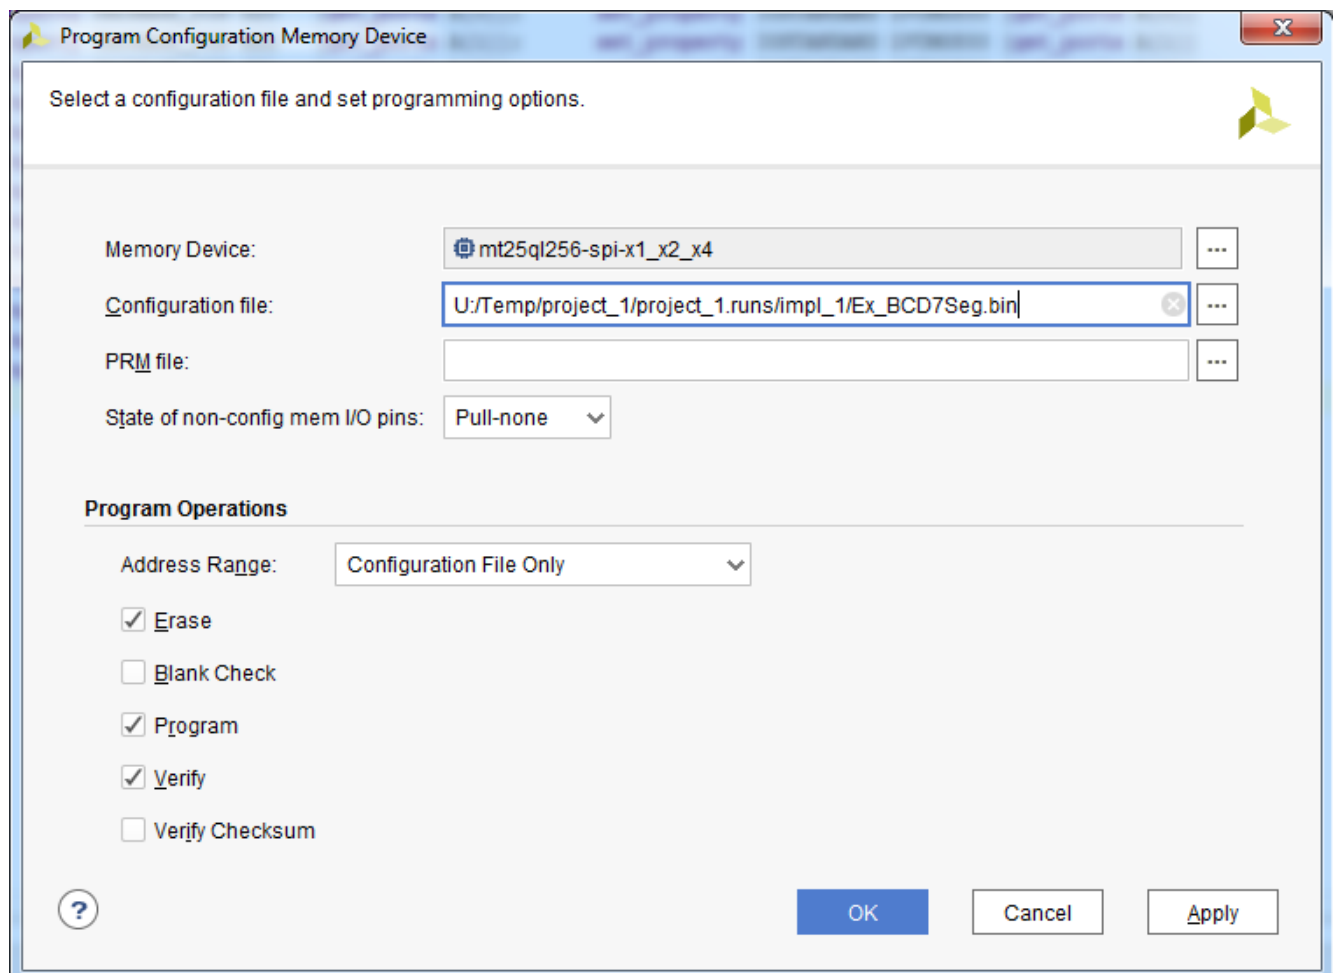 Program Configuration Memory Device
Select a configuration file and set programming options.
Memory Device: mt25ql256-spi-x1_x2_x4 ...
Configuration file: U:/Temp/project_1/project_1.runs/impl_1/Ex_BCD7Seg.bin ...
PRM file: ...
State of non-config mem I/O pins: Pull-none
Program Operations
Address Range: Configuration File Only
Erase
Blank Check
Program
Verify
Verify Checksum
? OK Cancel Apply